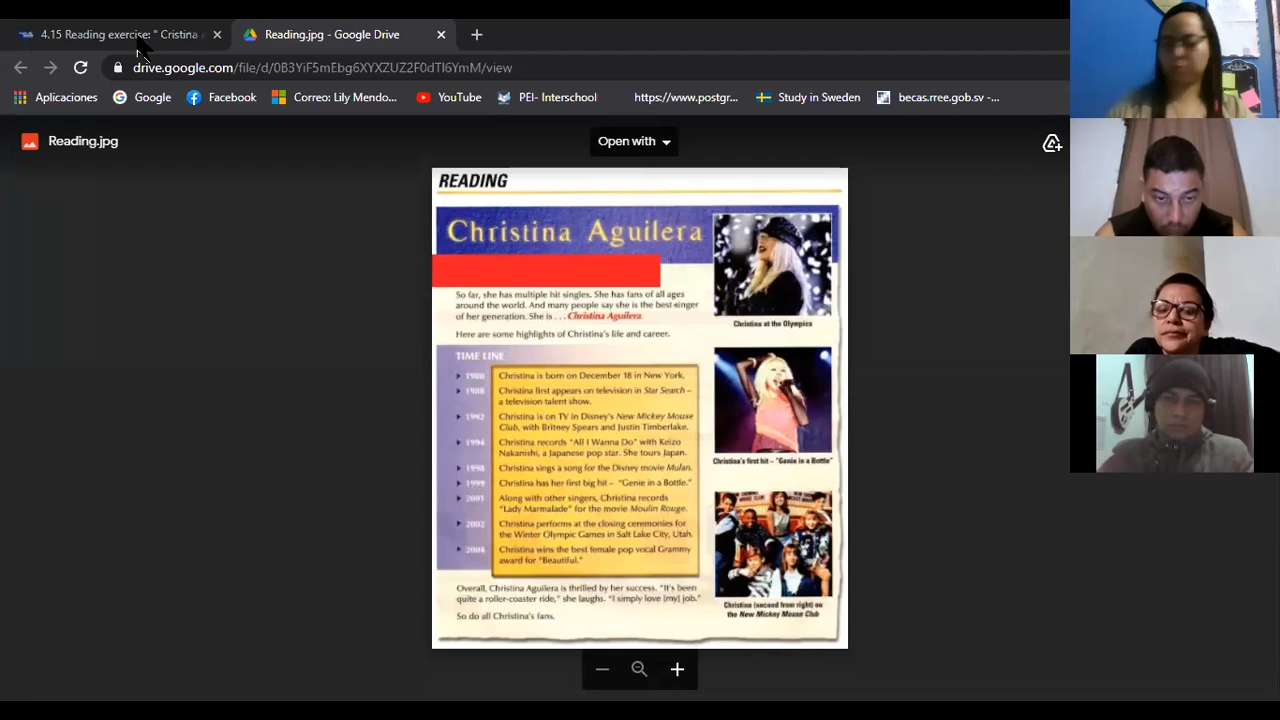 4.15 Reading exercise: " Cristina
Reading.jpg - Google Drive
drive.google.com/file/d/0B3YiF5mEbg6XYXZUZ2F0dTl6YmM/view
Aplicaciones
Google
Facebook
Correo: Lily Mendo...
YouTube
PEI- Interschool
https://www.postgr...
Study in Sweden
becas.rree.gob.sv -...
Reading.jpg
Open with
READING
Christina Aguilera
So far, she has multiple hit singles. She has fans of all ages
around the world. And many people say she is the best singer
of her generation. She is . . . Christina Aguilera.
Here are some highlights of Christina's life and career.
TIME LINE
1980 Christina is born on December 18 in New York.
1988 Christina first appears on television in Star Search –
a television talent show.
1992 Christina is on TV in Disney's New Mickey Mouse
Club, with Britney Spears and Justin Timberlake.
1994 Christina records "All I Wanna Do" with Keizo
Nakanishi, a Japanese pop star. She tours Japan.
1998 Christina sings a song for the Disney movie Mulan.
1999 Christina has her first big hit – "Genie in a Bottle."
2001 Along with other singers, Christina records
"Lady Marmalade" for the movie Moulin Rouge.
2002 Christina performs at the closing ceremonies for
the Winter Olympic Games in Salt Lake City, Utah.
2004 Christina wins the best female pop vocal Grammy
award for "Beautiful."
Overall, Christina Aguilera is thrilled by her success. "It's been
quite a roller-coaster ride," she laughs. "I simply love [my] job."
So do all Christina's fans.
Christina at the Olympics
Christina's first hit – "Genie in a Bottle"
Christina (second from right) on
the New Mickey Mouse Club